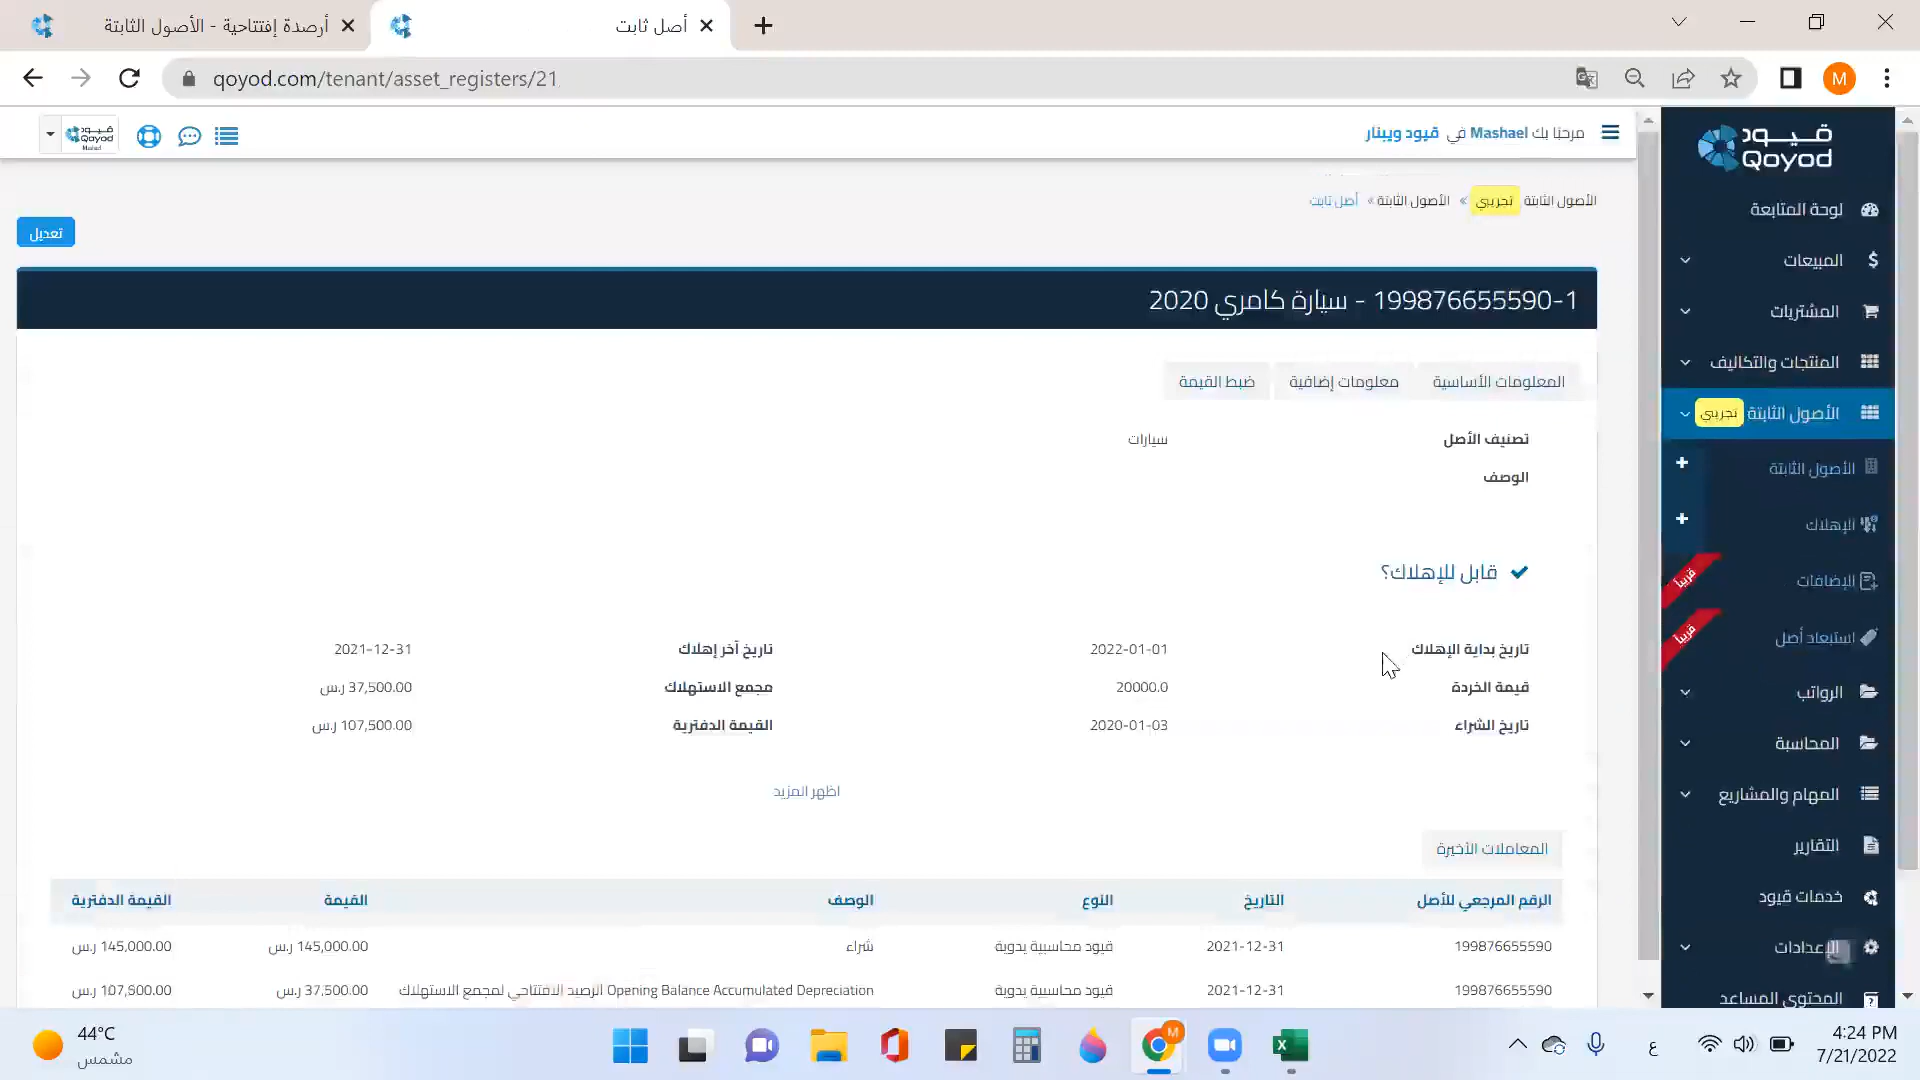 أرصدة إفتتاحية - الأصول الثابتة
أصل ثابت
qoyod.com/tenant/asset_registers/21
M
قيود
Qoyod
مرحبًا بك Mashael في قيود ويبنار
قيـود
Qoyod
الأصول الثابتة تجريبي » الأصول الثابتة » أصل ثابت
تعديل
199876655590-1 - سيارة كامري 2020
المعلومات الأساسية
معلومات إضافية
ضبط القيمة
تصنيف الأصل
سيارات
الوصف
قابل للإهلاك؟
تاريخ بداية الإهلاك
2022-01-01
تاريخ آخر إهلاك
2021-12-31
قيمة الخردة
20000.0
مجمع الاستهلاك
37,500.00 ر.س
تاريخ الشراء
2020-01-03
القيمة الدفترية
107,500.00 ر.س
اظهر المزيد
المعاملات الأخيرة
الرقم المرجعي للأصل التاريخ النوع الوصف القيمة القيمة الدفترية
199876655590 2021-12-31 قيود محاسبية يدوية شراء 145,000.00 ر.س 145,000.00 ر.س
199876655590 2021-12-31 قيود محاسبية يدوية Opening Balance Accumulated Depreciation الرصيد الافتتاحي لمجمع الاستهلاك 37,500.00 ر.س 107,500.00 ر.س
لوحة المتابعة
المبيعات
المشتريات
المنتجات والتكاليف
الأصول الثابتة تجريبي
الأصول الثابتة
الإهلاك
الإضافات
قريبا
استبعاد أصل
قريبا
الرواتب
المحاسبة
المهام والمشاريع
التقارير
خدمات قيود
الإعدادات
المحتوى المساعد
44°C
مشمس
M
ع
4:24 PM
7/21/2022